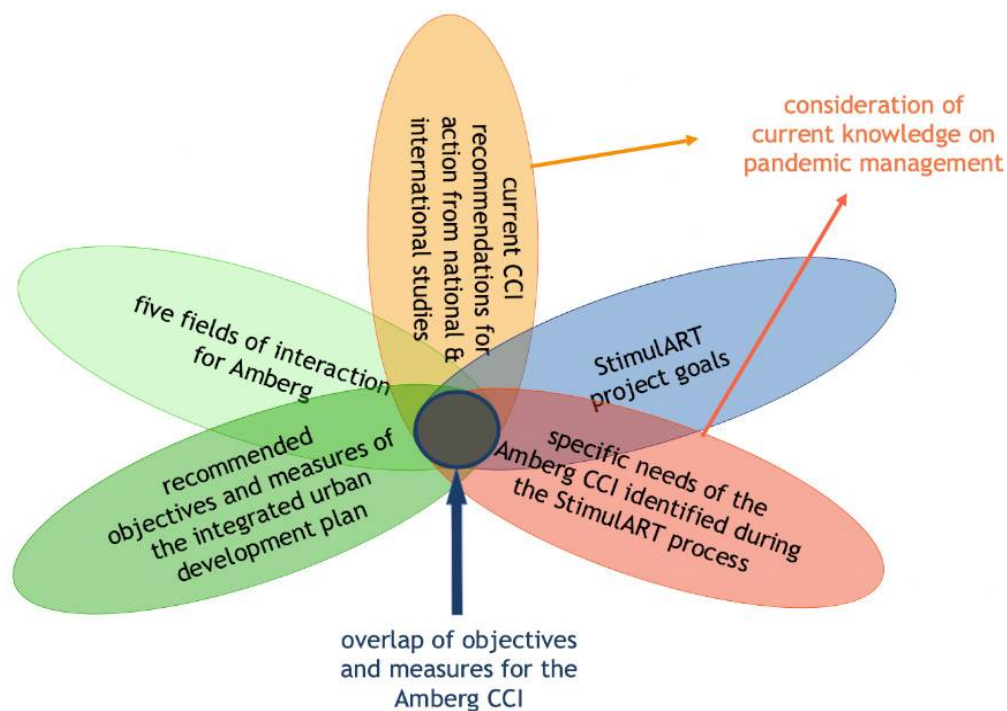 current CCI
recommendations for
action from national &
international studies
consideration of
current knowledge on
pandemic management
five fields of interaction
for Amberg
StimulART
project goals
recommended
objectives and measures of
the integrated urban
development plan
specific needs of the
Amberg CCI identified during
the StimulART process
overlap of objectives
and measures for the
Amberg CCI